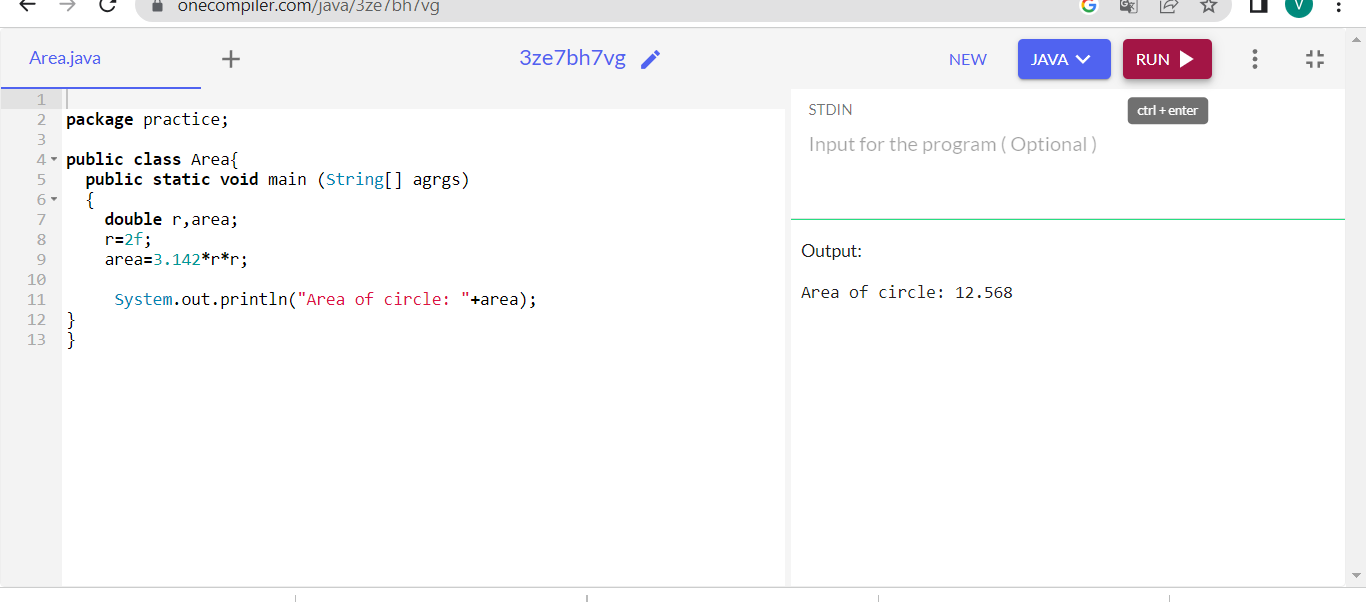 onecompiler.com/java/3ze7bh7vg
V
Area.java
+
3ze7bh7vg
NEW
JAVA
RUN
ctrl + enter
1
2 package practice;
3
4 public class Area{
5 public static void main (String[] agrgs)
6 {
7 double r,area;
8 r=2f;
9 area=3.142*r*r;
10
11 System.out.println("Area of circle: "+area);
12 }
13 }
STDIN
Input for the program ( Optional )
Output:
Area of circle: 12.568